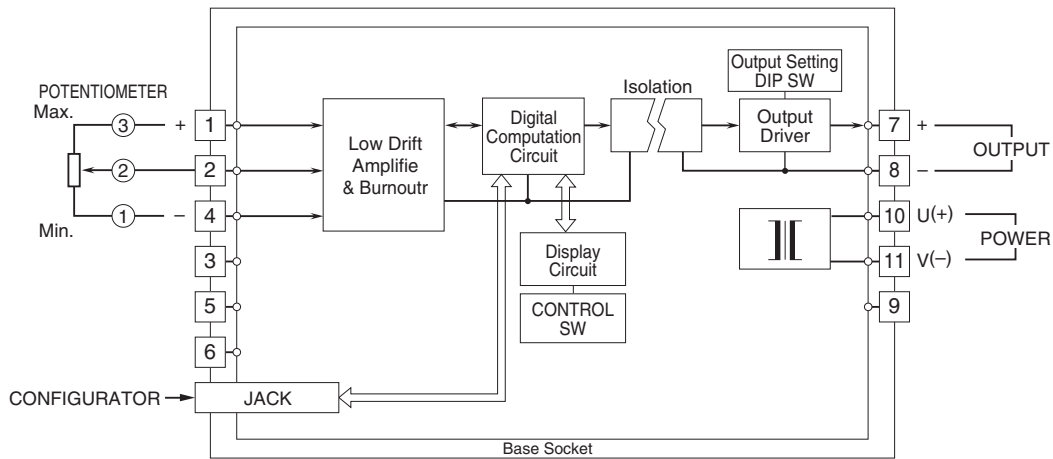 POTENTIOMETER
Max.
3
+
1
2
2
1
−
4
Min.
3
5
6
CONFIGURATOR
JACK
Low Drift
Amplifie
& Burnoutr
Digital
Computation
Circuit
Display
Circuit
CONTROL
SW
Isolation
Output Setting
DIP SW
Output
Driver
7
+
OUTPUT
8
−
10
U(+)
POWER
11
V(−)
9
Base Socket